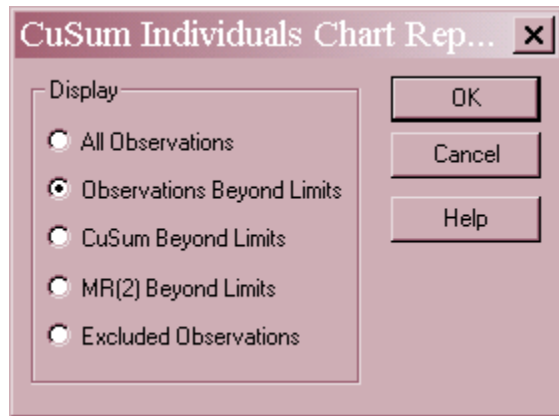 CuSum Individuals Chart Rep...
Display
All Observations
Observations Beyond Limits
CuSum Beyond Limits
MR(2) Beyond Limits
Excluded Observations
OK
Cancel
Help